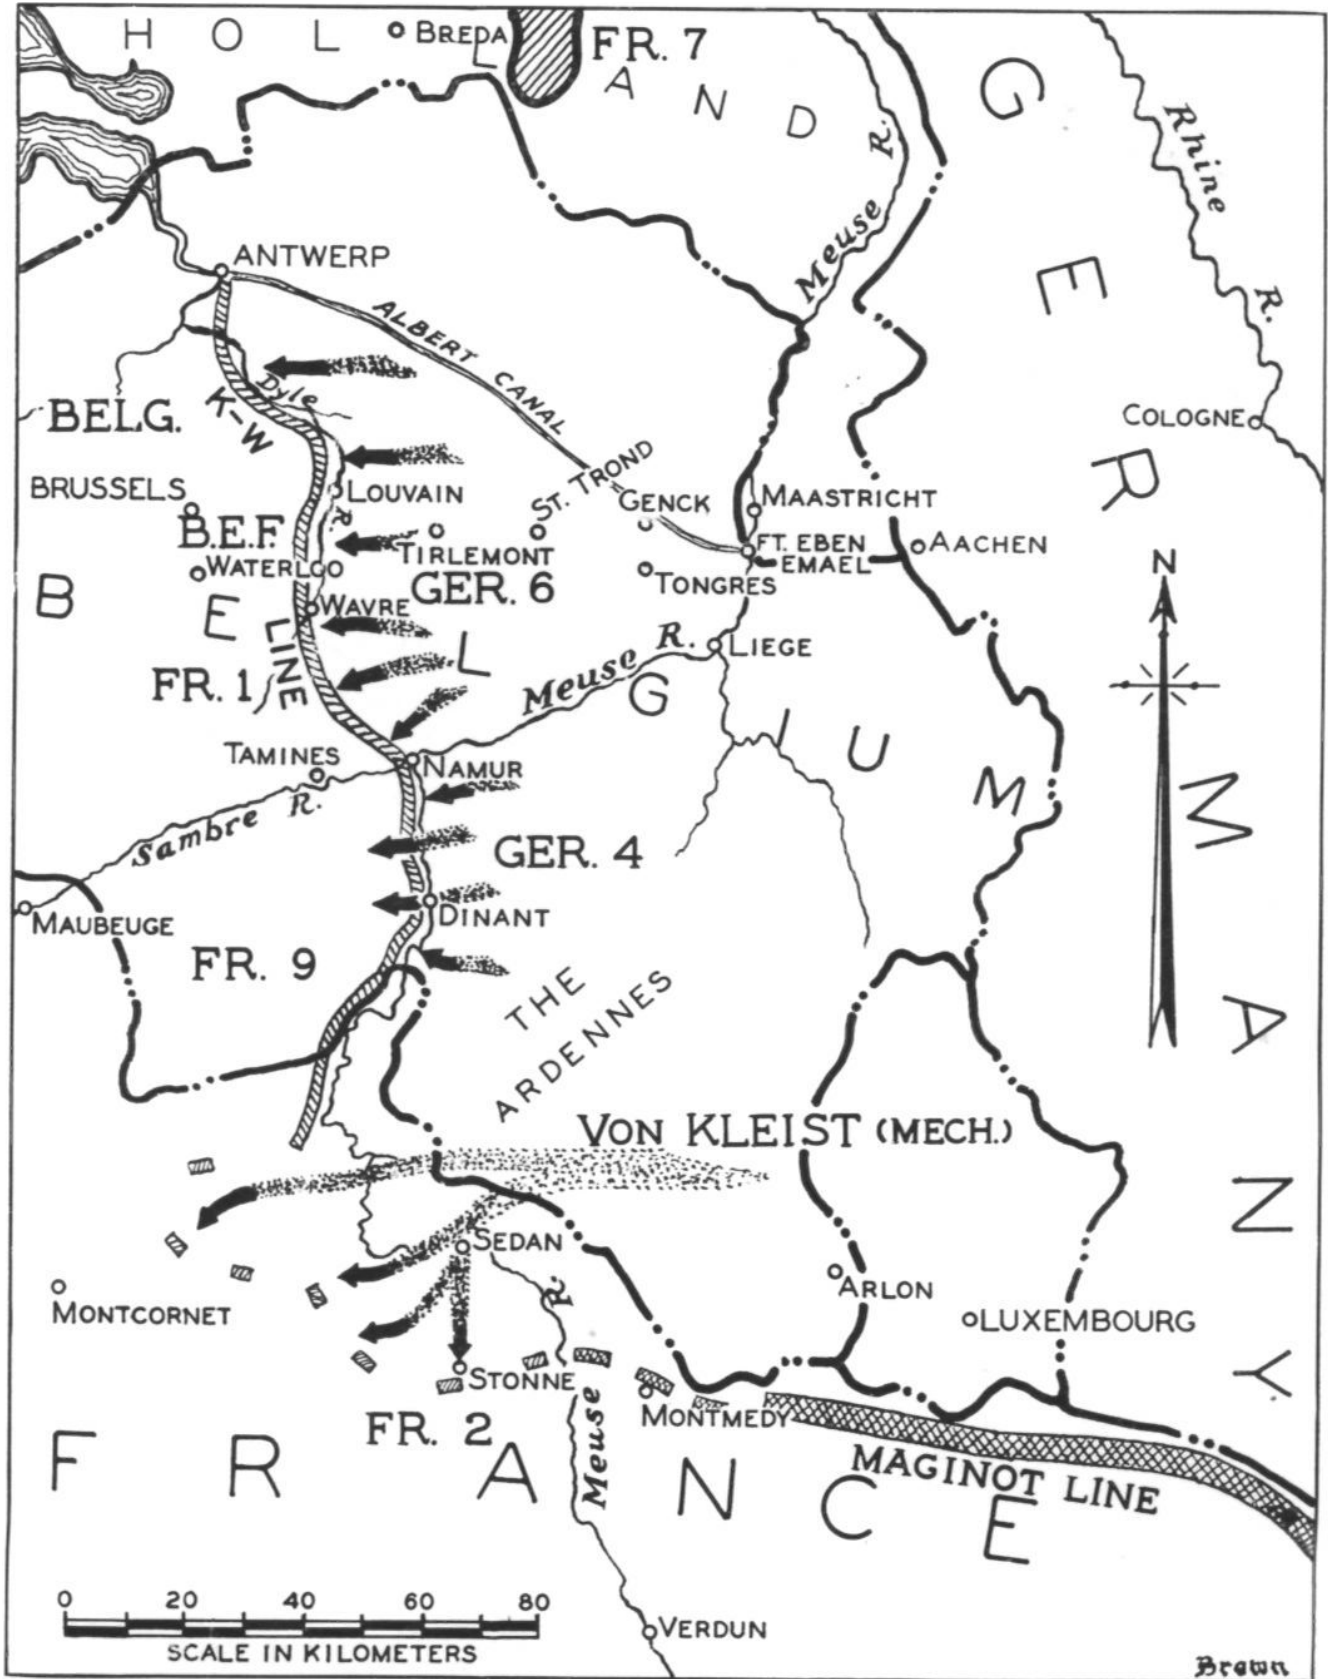 HOLLAND
BREDA
FR. 7
GERMANY
Rhine R.
Meuse R.
ANTWERP
ALBERT CANAL
Dyle R.
K-W LINE
BELG.
COLOGNE
BRUSSELS
LOUVAIN
ST. TROND
GENCK
MAASTRICHT
B.E.F.
TIRLEMONT
FT. EBEN
EMAEL
AACHEN
WATERLOO
GER. 6
TONGRES
N
BELGIUM
WAVRE
LIEGE
FR. 1
Meuse R.
TAMINES
NAMUR
Sambre R.
GER. 4
MAUBEUGE
DINANT
FR. 9
THE
ARDENNES
VON KLEIST (MECH.)
SEDAN
ARLON
MONTCORNET
LUXEMBOURG
STONNE
MONTMEDY
FR. 2
Meuse R.
FRANCE
MAGINOT LINE
0 20 40 60 80
SCALE IN KILOMETERS
VERDUN
Brown